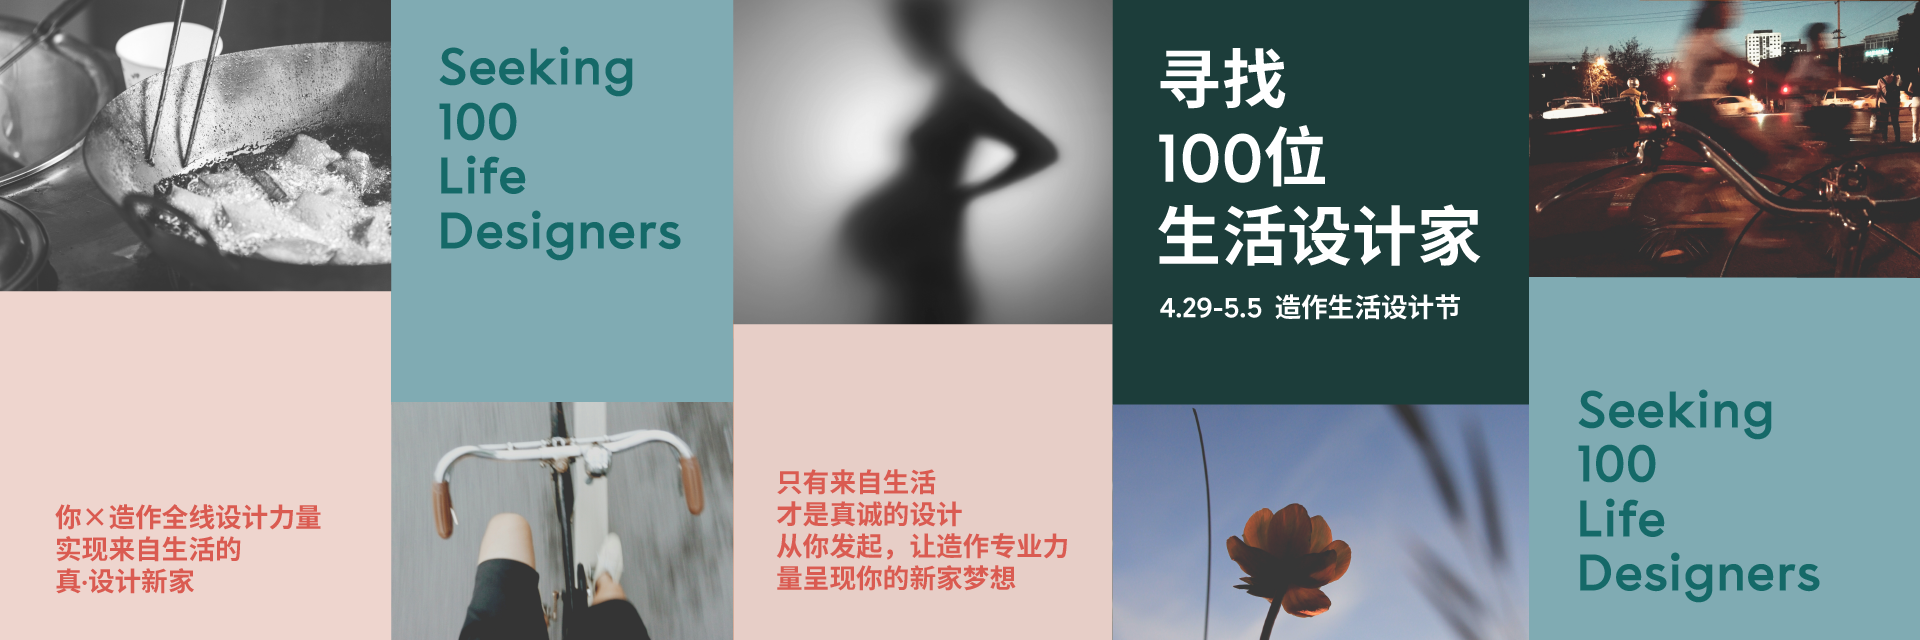 Seeking
100
Life
Designers
寻找
100位
生活设计家
4.29-5.5 造作生活设计节
你×造作全线设计力量
实现来自生活的
真·设计新家
只有来自生活
才是真诚的设计
从你发起，让造作专业力
量呈现你的新家梦想
Seeking
100
Life
Designers